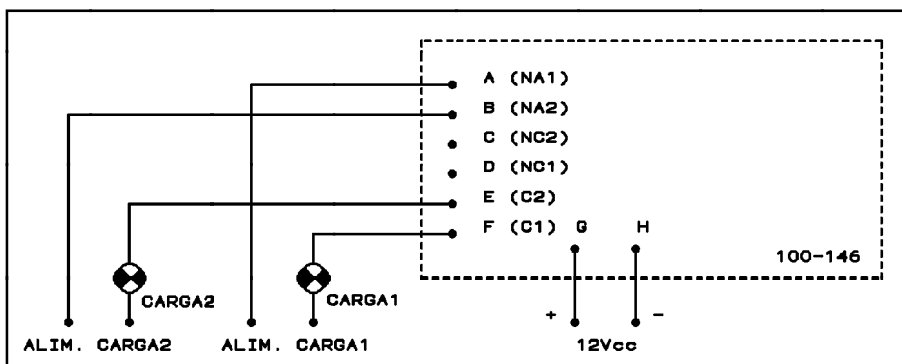 A (NA1)
B (NA2)
C (NC2)
D (NC1)
E (C2)
F (C1) G H
100-146
CARGA2
CARGA1
+ -
ALIM. CARGA2 ALIM. CARGA1 12Vcc